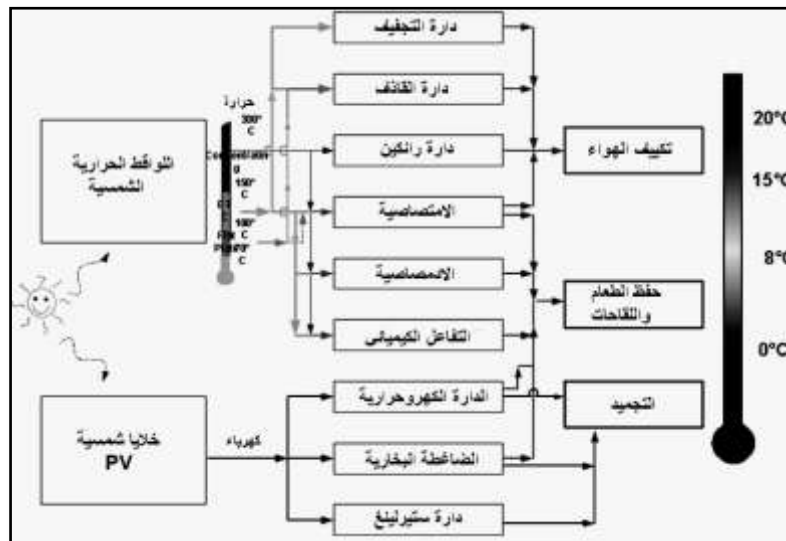 دارة التجفيف
دارة القاذف
دارة رانكين
الامتصاصية
الادمصاصية
التفاعل الكيميائي
الدارة الكهروحرارية
الضاغطة البخارية
دارة ستيرلينغ
حرارة
300°
C
150°
C
100°
C
C
اللواقط الحرارية
الشمسية
خلايا شمسية
PV
كهرباء
تكييف الهواء
حفظ الطعام
واللقاحات
التجميد
20°C
15°C
8°C
0°C